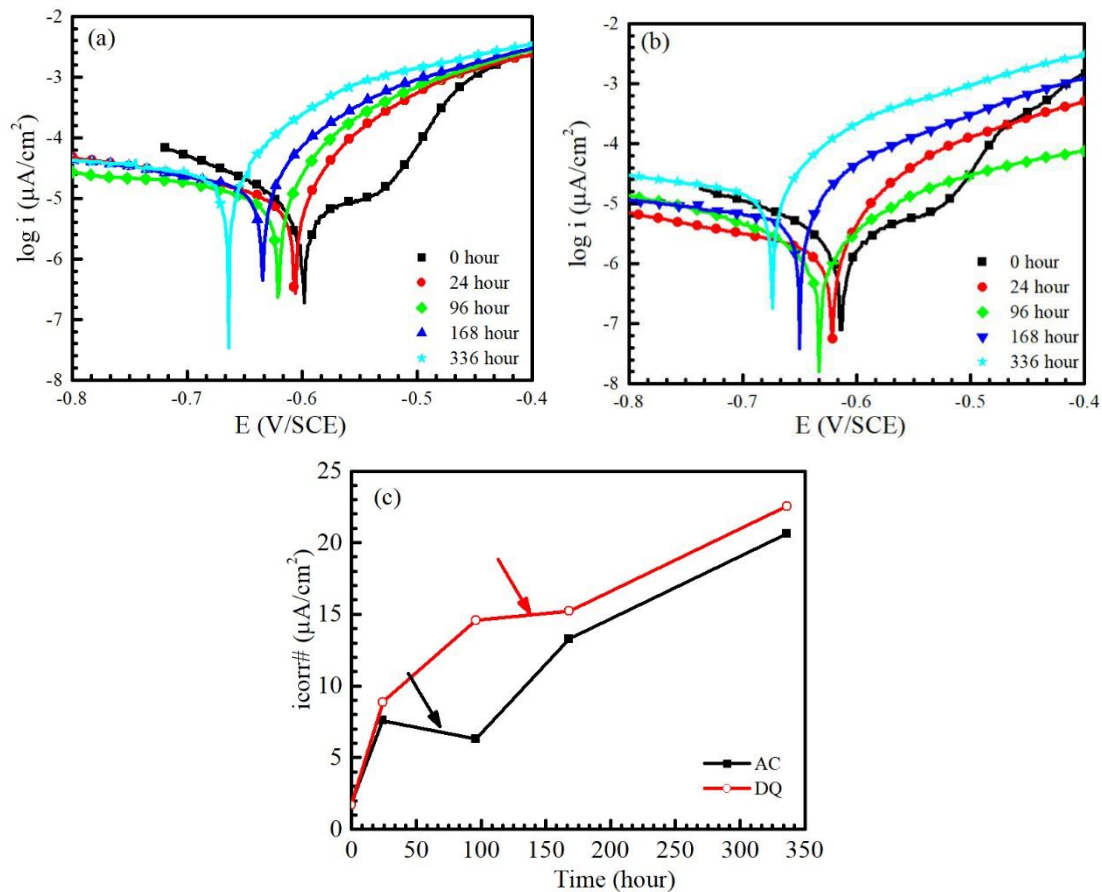 (a)
-2
-3
-4
-5
-6
-7
-8
log i (μA/cm²)
0 hour
24 hour
96 hour
168 hour
336 hour
-0.8
-0.7
-0.6
-0.5
-0.4
E (V/SCE)
(b)
-2
-3
-4
-5
-6
-7
-8
log i (μA/cm²)
0 hour
24 hour
96 hour
168 hour
336 hour
-0.8
-0.7
-0.6
-0.5
-0.4
E (V/SCE)
(c)
25
20
15
10
5
0
icorr# (μA/cm²)
AC
DQ
0
50
100
150
200
250
300
350
Time (hour)